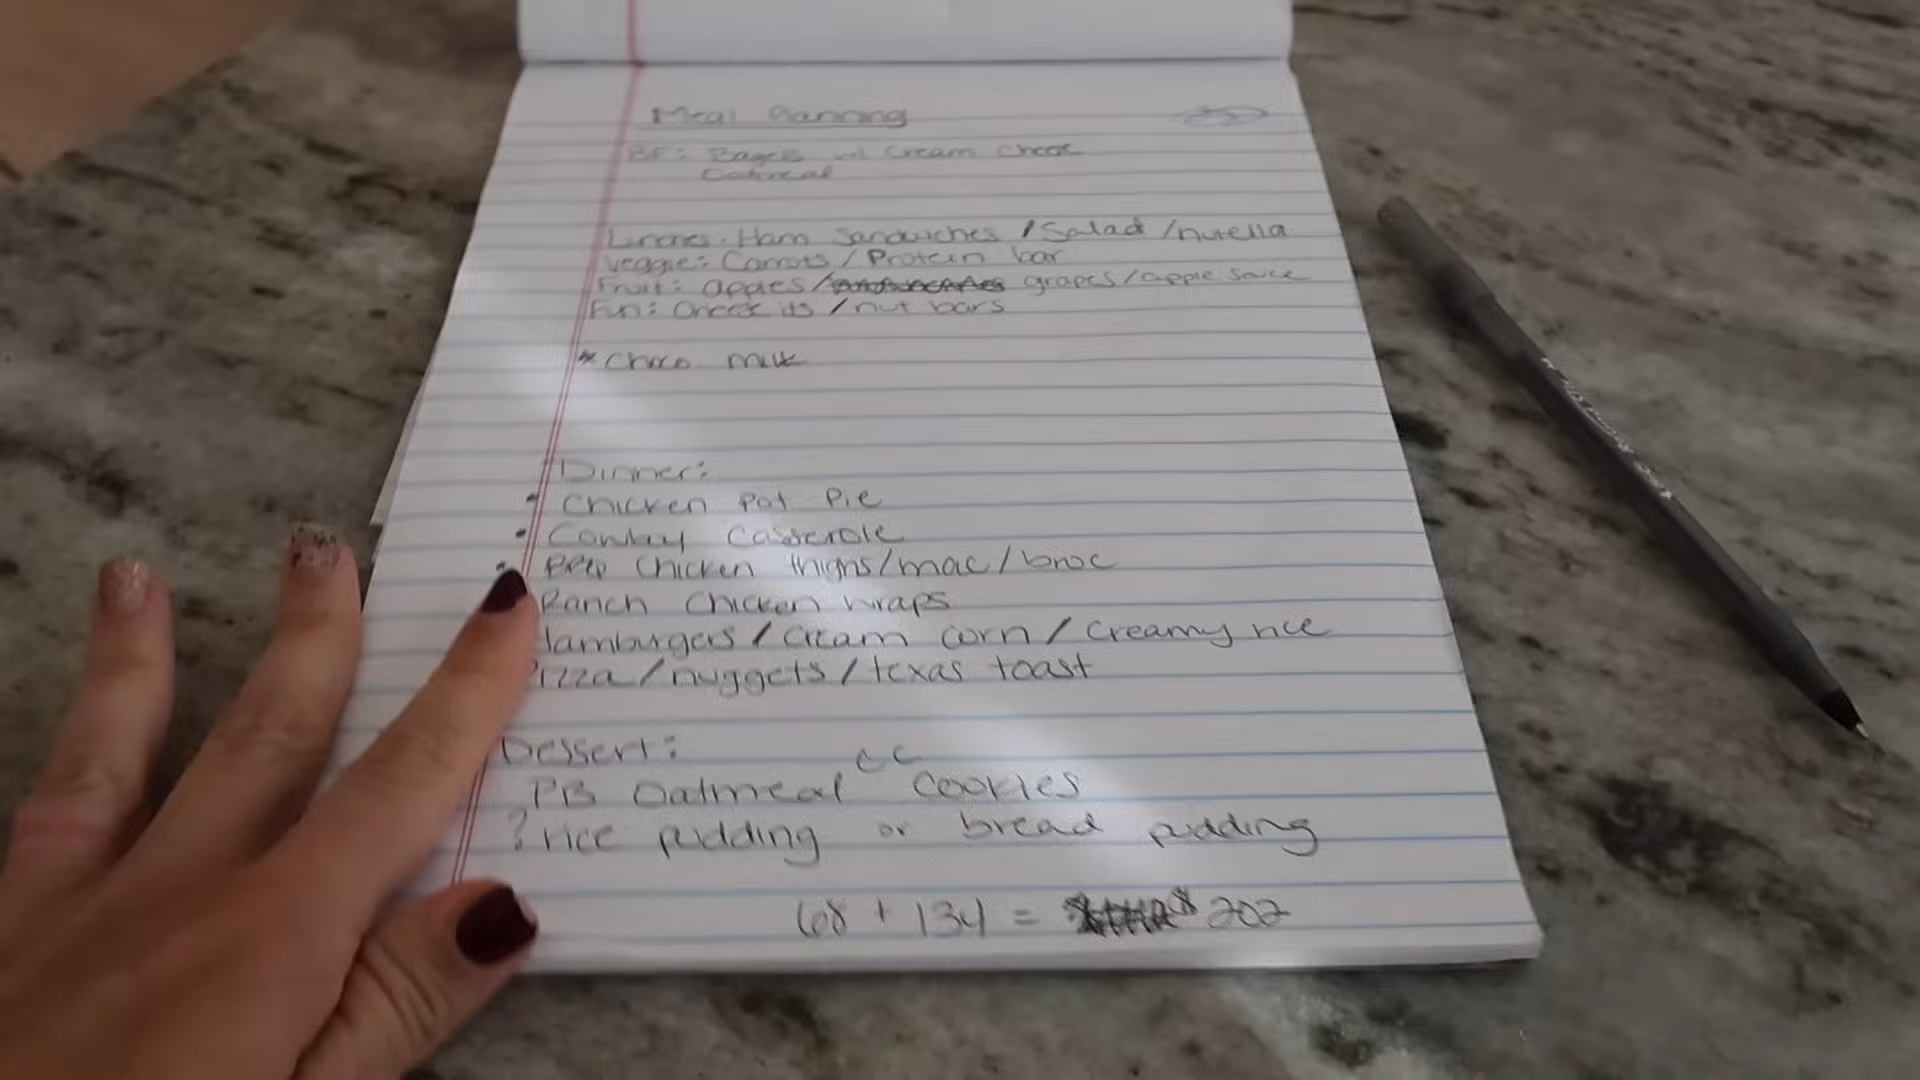 Meal Planning
BF: Bagels w/ Cream Cheese
Oatmeal
Lunches: Ham Sandwiches / Salad / nutella
Veggie: Carrots / Protein bar
Fruit: apples / grapes / apple sauce
Fun: Cheez its / nut bars
* Choco milk
Dinner:
• Chicken Pot Pie
• Cowboy Casserole
• Chicken thighs/mac/broc
Ranch Chicken wraps
Hamburgers / cream corn / creamy rice
Pizza / nuggets / texas toast
Dessert:
CC
PB Oatmeal Cookies
? rice pudding or bread pudding
68 + 134 = 202